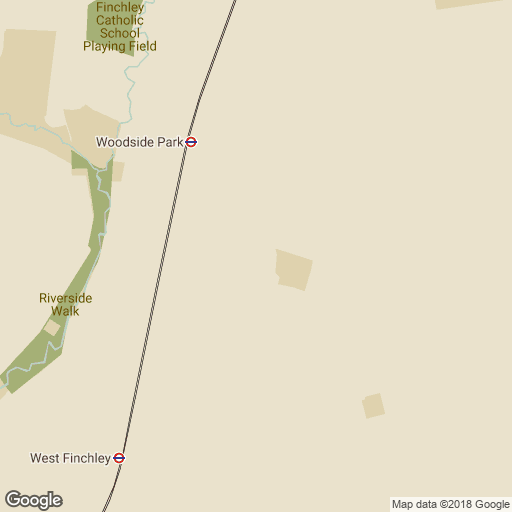 Finchley
Catholic
School
Playing Field
Woodside Park
Riverside
Walk
West Finchley
Google
Map data ©2018 Google